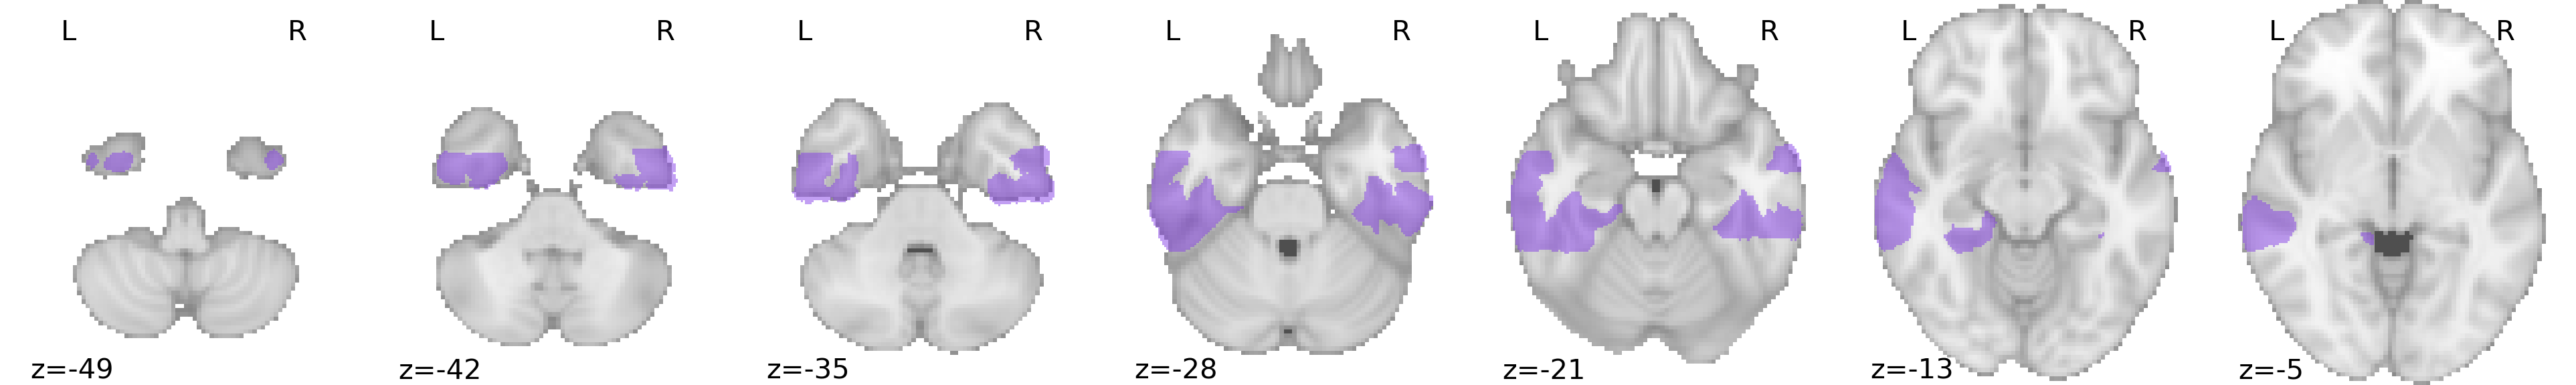 L R L R L R L R L R L R L R
z=-49 z=-42 z=-35 z=-28 z=-21 z=-13 z=-5